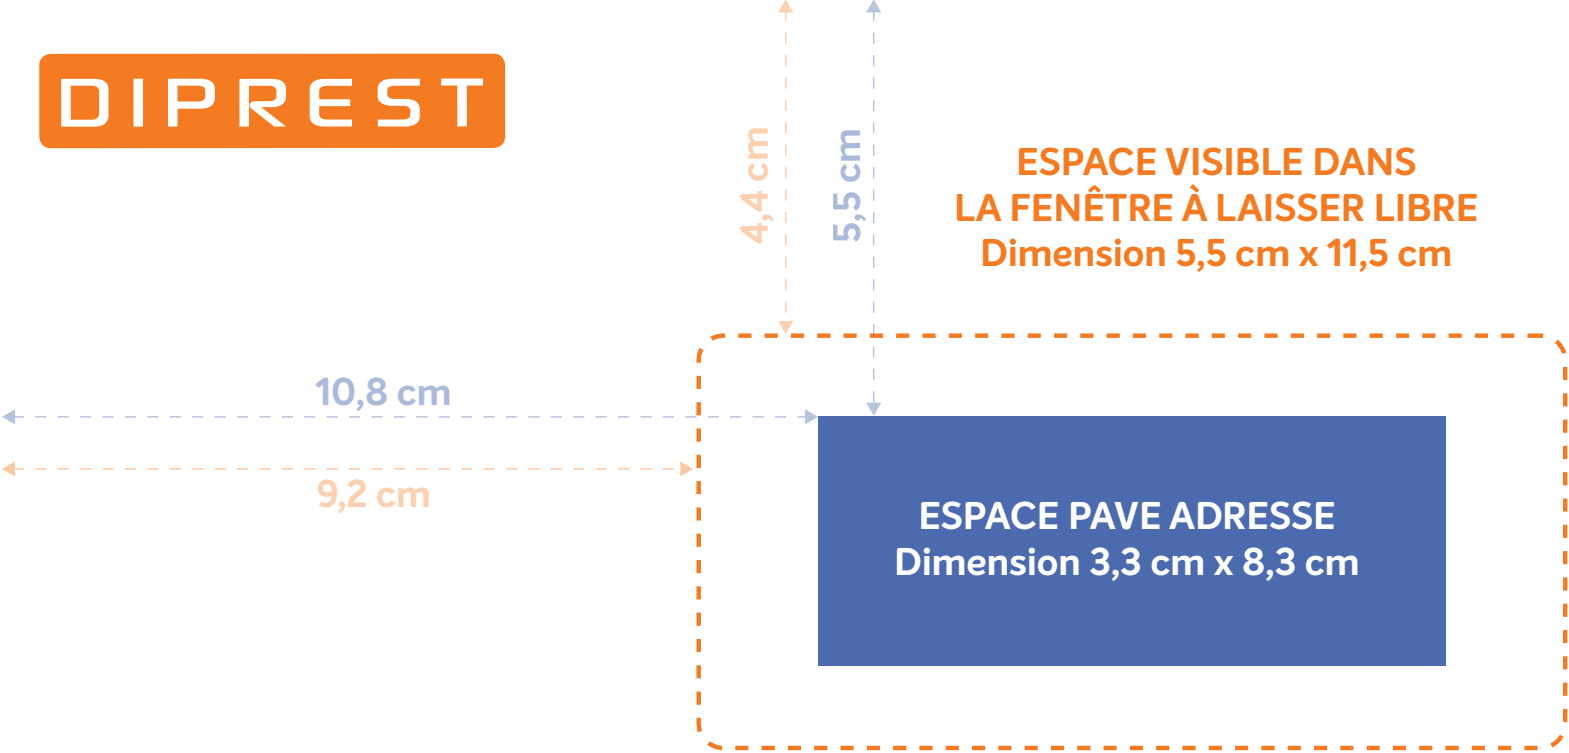 DIPREST
4,4 cm
5,5 cm
ESPACE VISIBLE DANS
LA FENÊTRE À LAISSER LIBRE
Dimension 5,5 cm x 11,5 cm
10,8 cm
9,2 cm
ESPACE PAVE ADRESSE
Dimension 3,3 cm x 8,3 cm